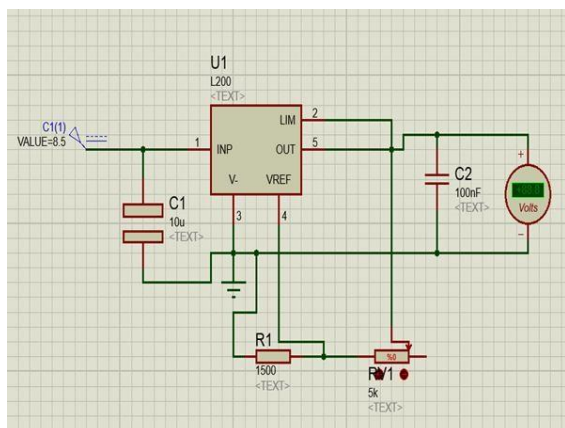 U1
L200
<TEXT>
C1(1)
VALUE=8.5
LIM
2
1
INP
OUT
5
V-
VREF
3
4
C1
10u
<TEXT>
C2
100nF
<TEXT>
+
Volts
-
R1
1500
<TEXT>
%0
RV1
5k
<TEXT>